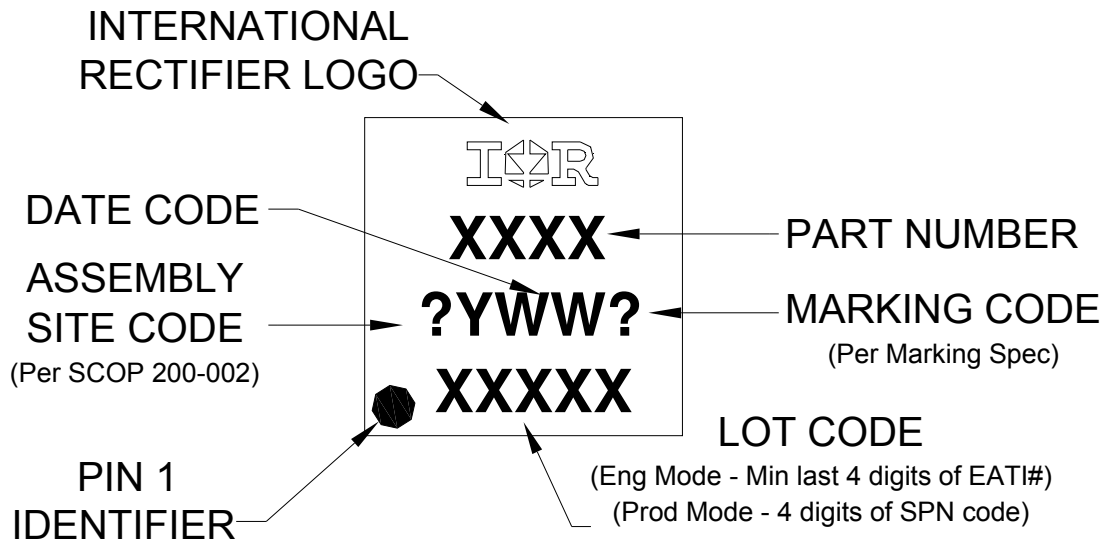 INTERNATIONAL
RECTIFIER LOGO
IOR
DATE CODE
XXXX
PART NUMBER
ASSEMBLY
SITE CODE
(Per SCOP 200-002)
?YWW?
MARKING CODE
(Per Marking Spec)
XXXXX
PIN 1
IDENTIFIER
LOT CODE
(Eng Mode - Min last 4 digits of EATI#)
(Prod Mode - 4 digits of SPN code)